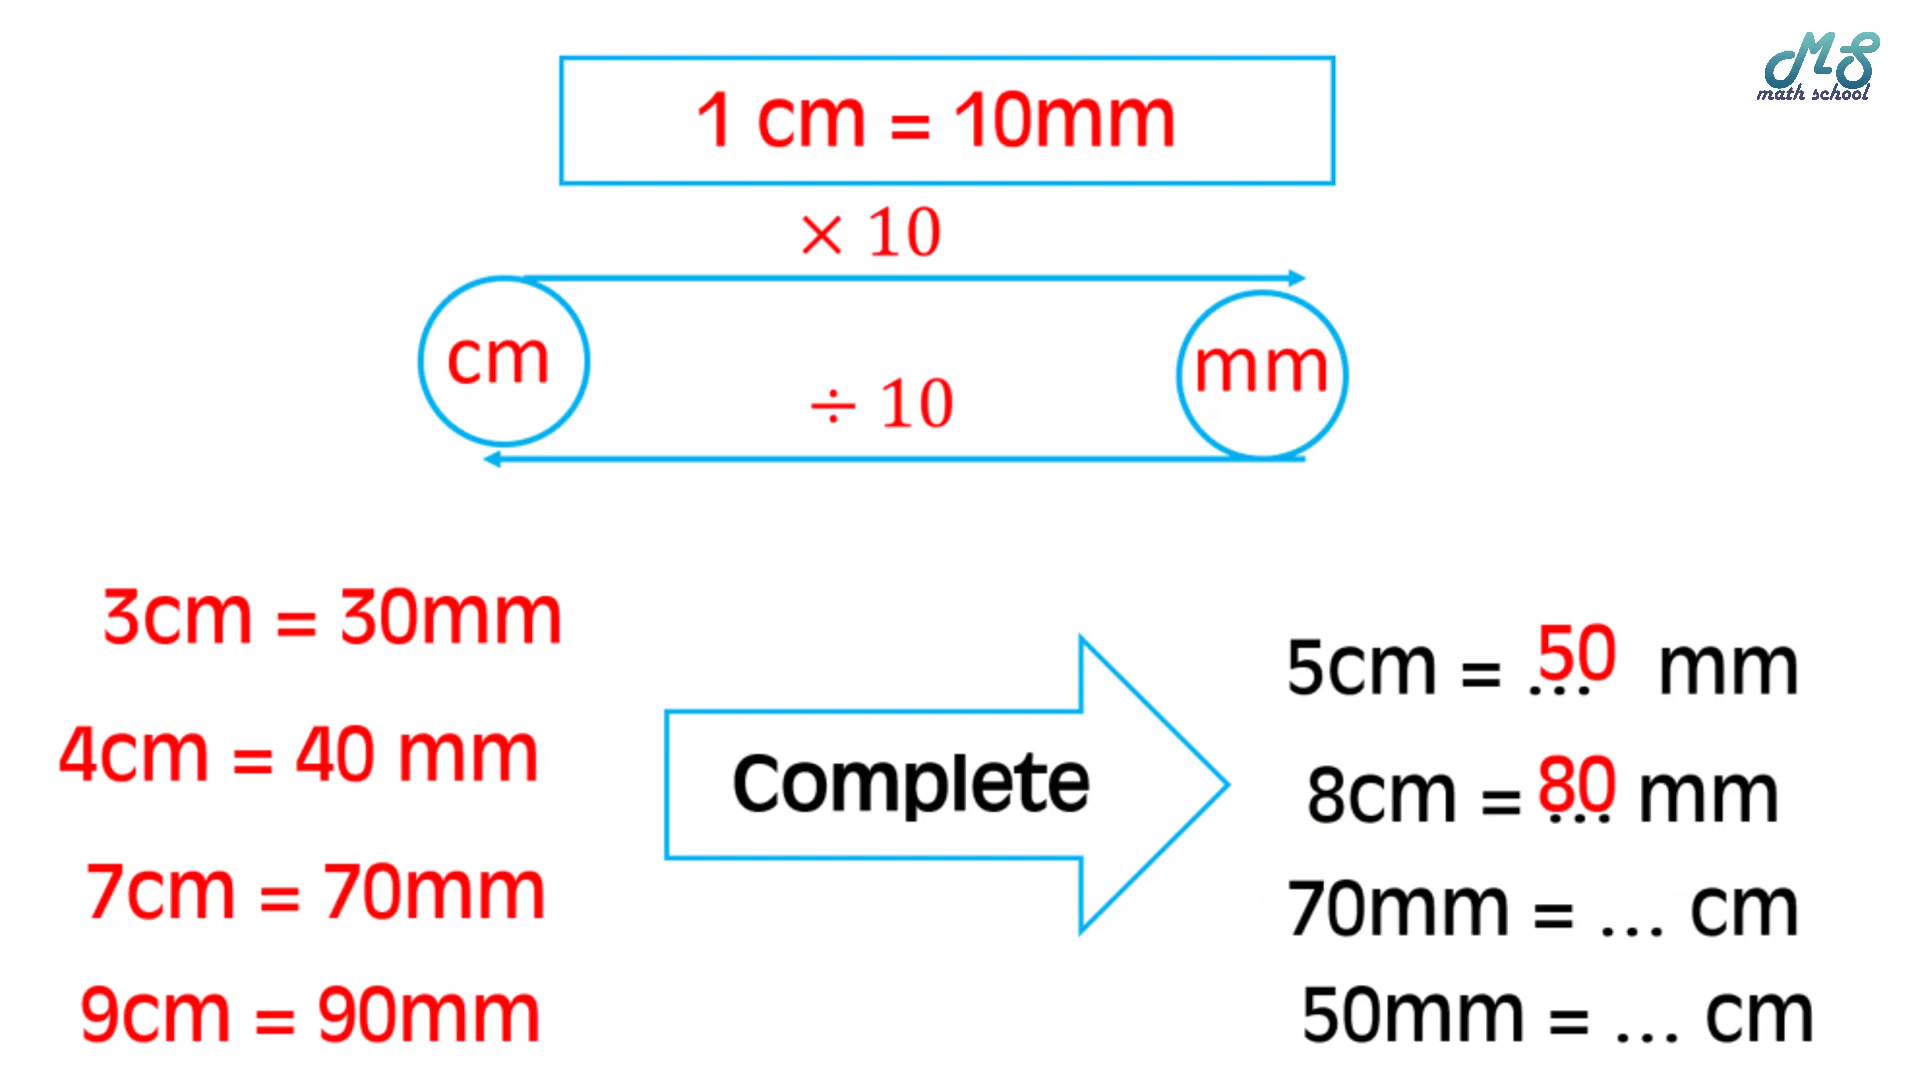 MS
math school
1 cm = 10mm
× 10
cm
mm
÷ 10
3cm = 30mm
4cm = 40 mm
7cm = 70mm
9cm = 90mm
Complete
5cm = 50 ... mm
8cm = 80 ... mm
70mm = ... cm
50mm = ... cm